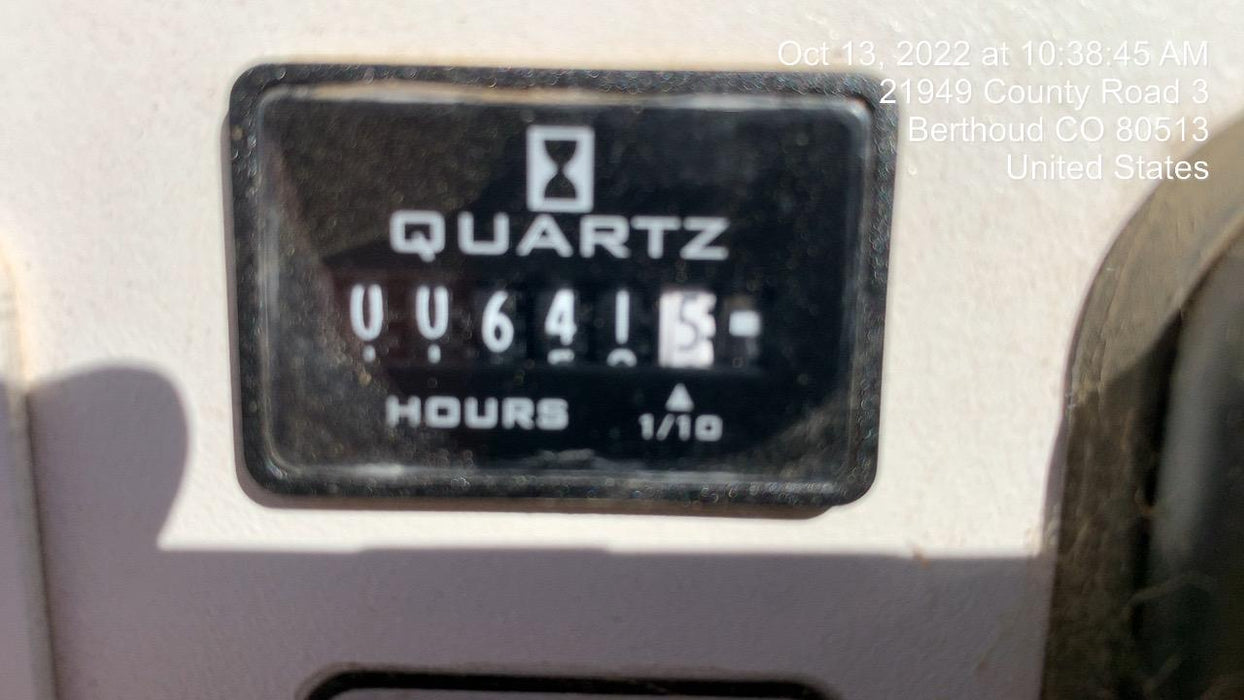 Oct 13, 2022 at 10:38:45 AM
21949 County Road 3
Berthoud CO 80513
United States
QUARTZ
006415
HOURS 1/10